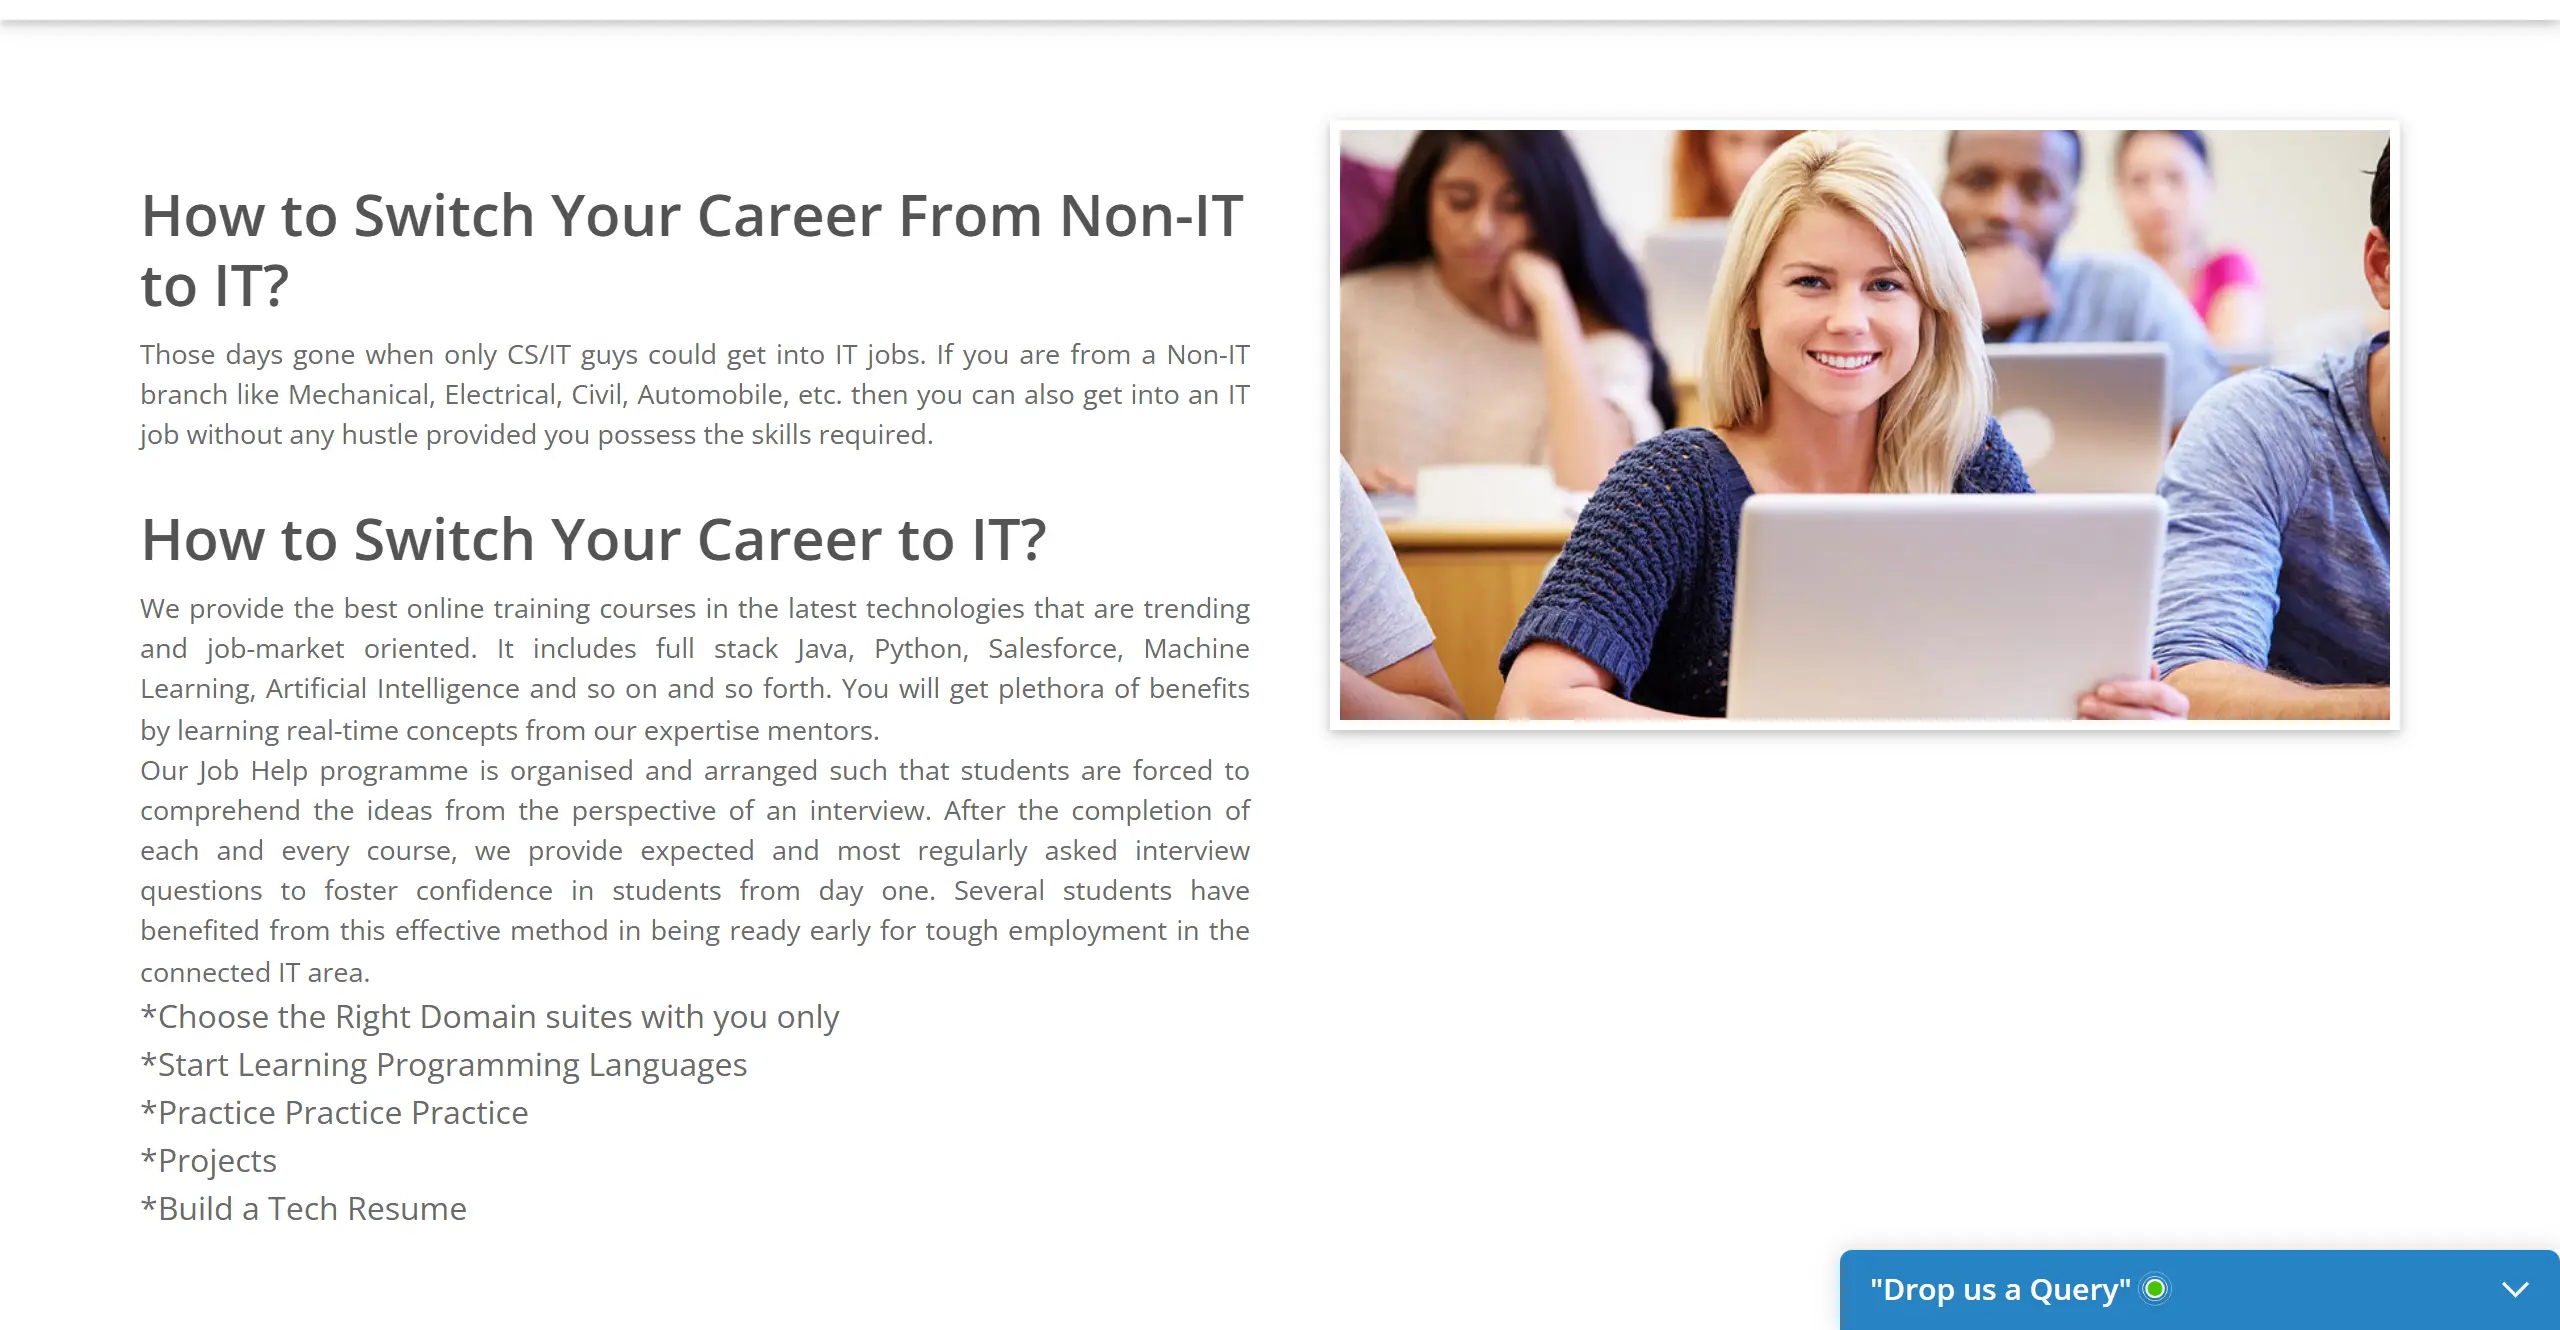 How to Switch Your Career From Non-IT
to IT?
Those days gone when only CS/IT guys could get into IT jobs. If you are from a Non-IT
branch like Mechanical, Electrical, Civil, Automobile, etc. then you can also get into an IT
job without any hustle provided you possess the skills required.
How to Switch Your Career to IT?
We provide the best online training courses in the latest technologies that are trending
and job-market oriented. It includes full stack Java, Python, Salesforce, Machine
Learning, Artificial Intelligence and so on and so forth. You will get plethora of benefits
by learning real-time concepts from our expertise mentors.
Our Job Help programme is organised and arranged such that students are forced to
comprehend the ideas from the perspective of an interview. After the completion of
each and every course, we provide expected and most regularly asked interview
questions to foster confidence in students from day one. Several students have
benefited from this effective method in being ready early for tough employment in the
connected IT area.
*Choose the Right Domain suites with you only
*Start Learning Programming Languages
*Practice Practice Practice
*Projects
*Build a Tech Resume
"Drop us a Query"